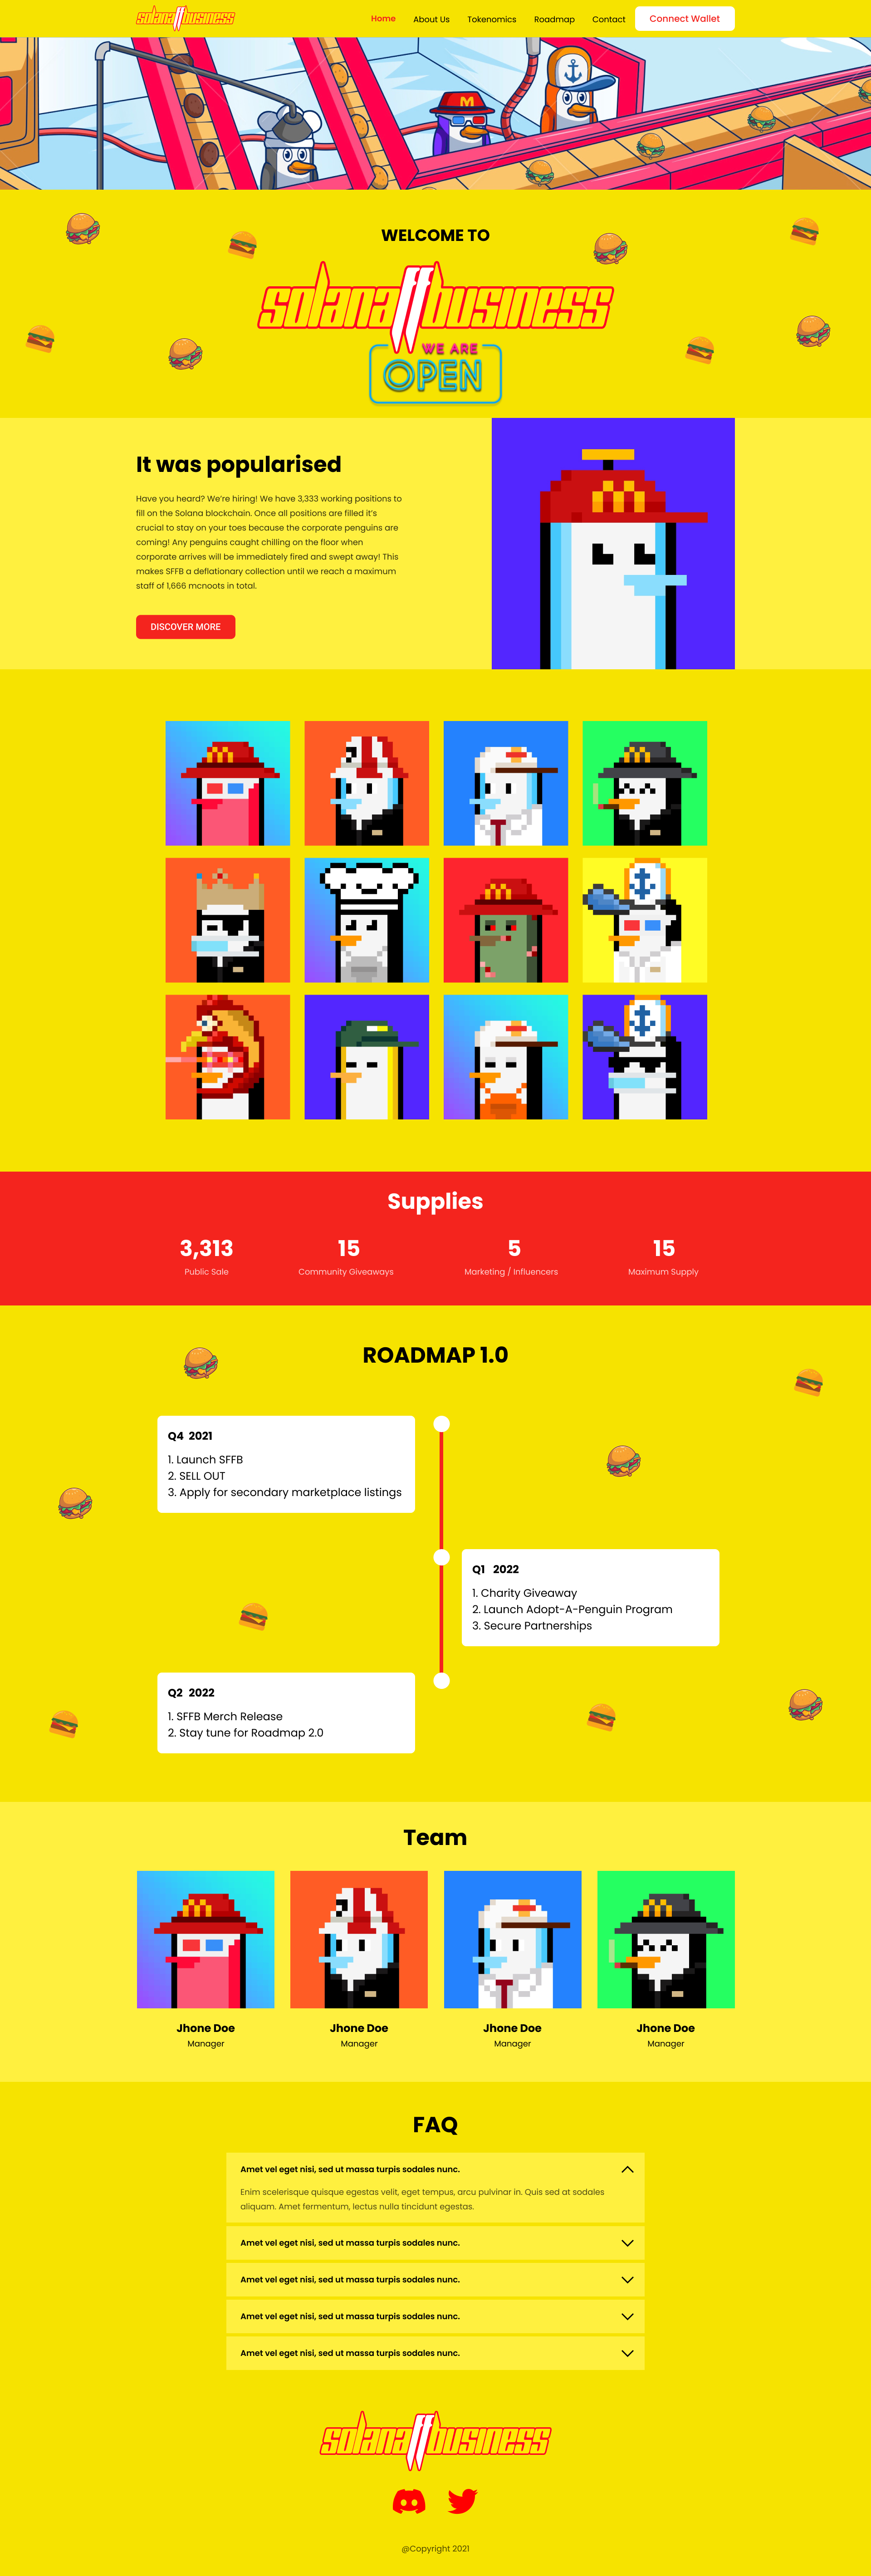 solana ff business
Home About Us Tokenomics Roadmap Contact Connect Wallet
M
WELCOME TO
solana ff business
WE ARE
OPEN
It was popularised
Have you heard? We're hiring! We have 3,333 working positions to
fill on the Solana blockchain. Once all positions are filled it's
crucial to stay on your toes because the corporate penguins are
coming! Any penguins caught chilling on the floor when
corporate arrives will be immediately fired and swept away! This
makes SFFB a deflationary collection until we reach a maximum
staff of 1,666 mcnoots in total.
DISCOVER MORE
Supplies
3,313 15 5 15
Public Sale Community Giveaways Marketing / Influencers Maximum Supply
ROADMAP 1.0
Q4 2021
1. Launch SFFB
2. SELL OUT
3. Apply for secondary marketplace listings
Q1 2022
1. Charity Giveaway
2. Launch Adopt-A-Penguin Program
3. Secure Partnerships
Q2 2022
1. SFFB Merch Release
2. Stay tune for Roadmap 2.0
Team
Jhone Doe Jhone Doe Jhone Doe Jhone Doe
Manager Manager Manager Manager
FAQ
Amet vel eget nisi, sed ut massa turpis sodales nunc.
Enim scelerisque quisque egestas velit, eget tempus, arcu pulvinar in. Quis sed at sodales
aliquam. Amet fermentum, lectus nulla tincidunt egestas.
Amet vel eget nisi, sed ut massa turpis sodales nunc.
Amet vel eget nisi, sed ut massa turpis sodales nunc.
Amet vel eget nisi, sed ut massa turpis sodales nunc.
Amet vel eget nisi, sed ut massa turpis sodales nunc.
solana ff business
@Copyright 2021